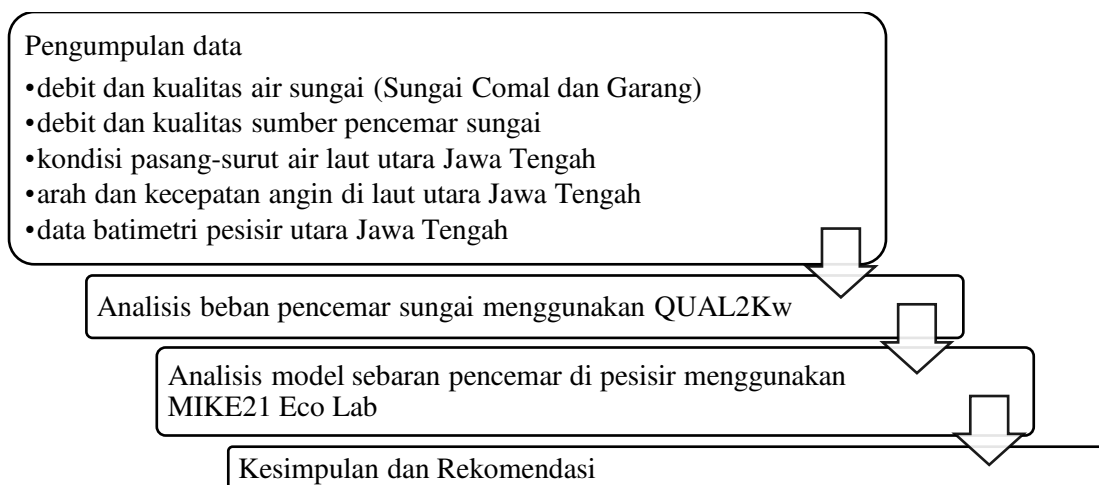 Pengumpulan data
•debit dan kualitas air sungai (Sungai Comal dan Garang)
•debit dan kualitas sumber pencemar sungai
•kondisi pasang-surut air laut utara Jawa Tengah
•arah dan kecepatan angin di laut utara Jawa Tengah
•data batimetri pesisir utara Jawa Tengah
Analisis beban pencemar sungai menggunakan QUAL2Kw
Analisis model sebaran pencemar di pesisir menggunakan
MIKE21 Eco Lab
Kesimpulan dan Rekomendasi